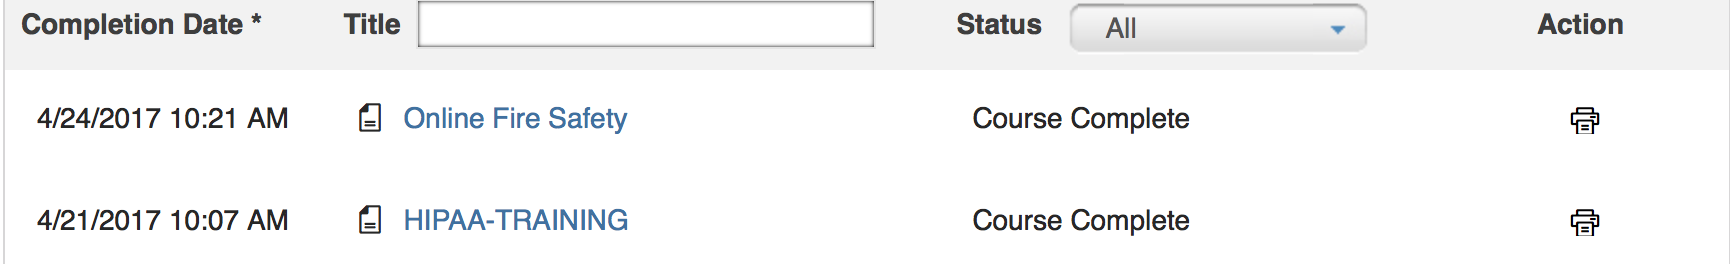 Completion Date * Title Status All Action
4/24/2017 10:21 AM Online Fire Safety Course Complete
4/21/2017 10:07 AM HIPAA-TRAINING Course Complete